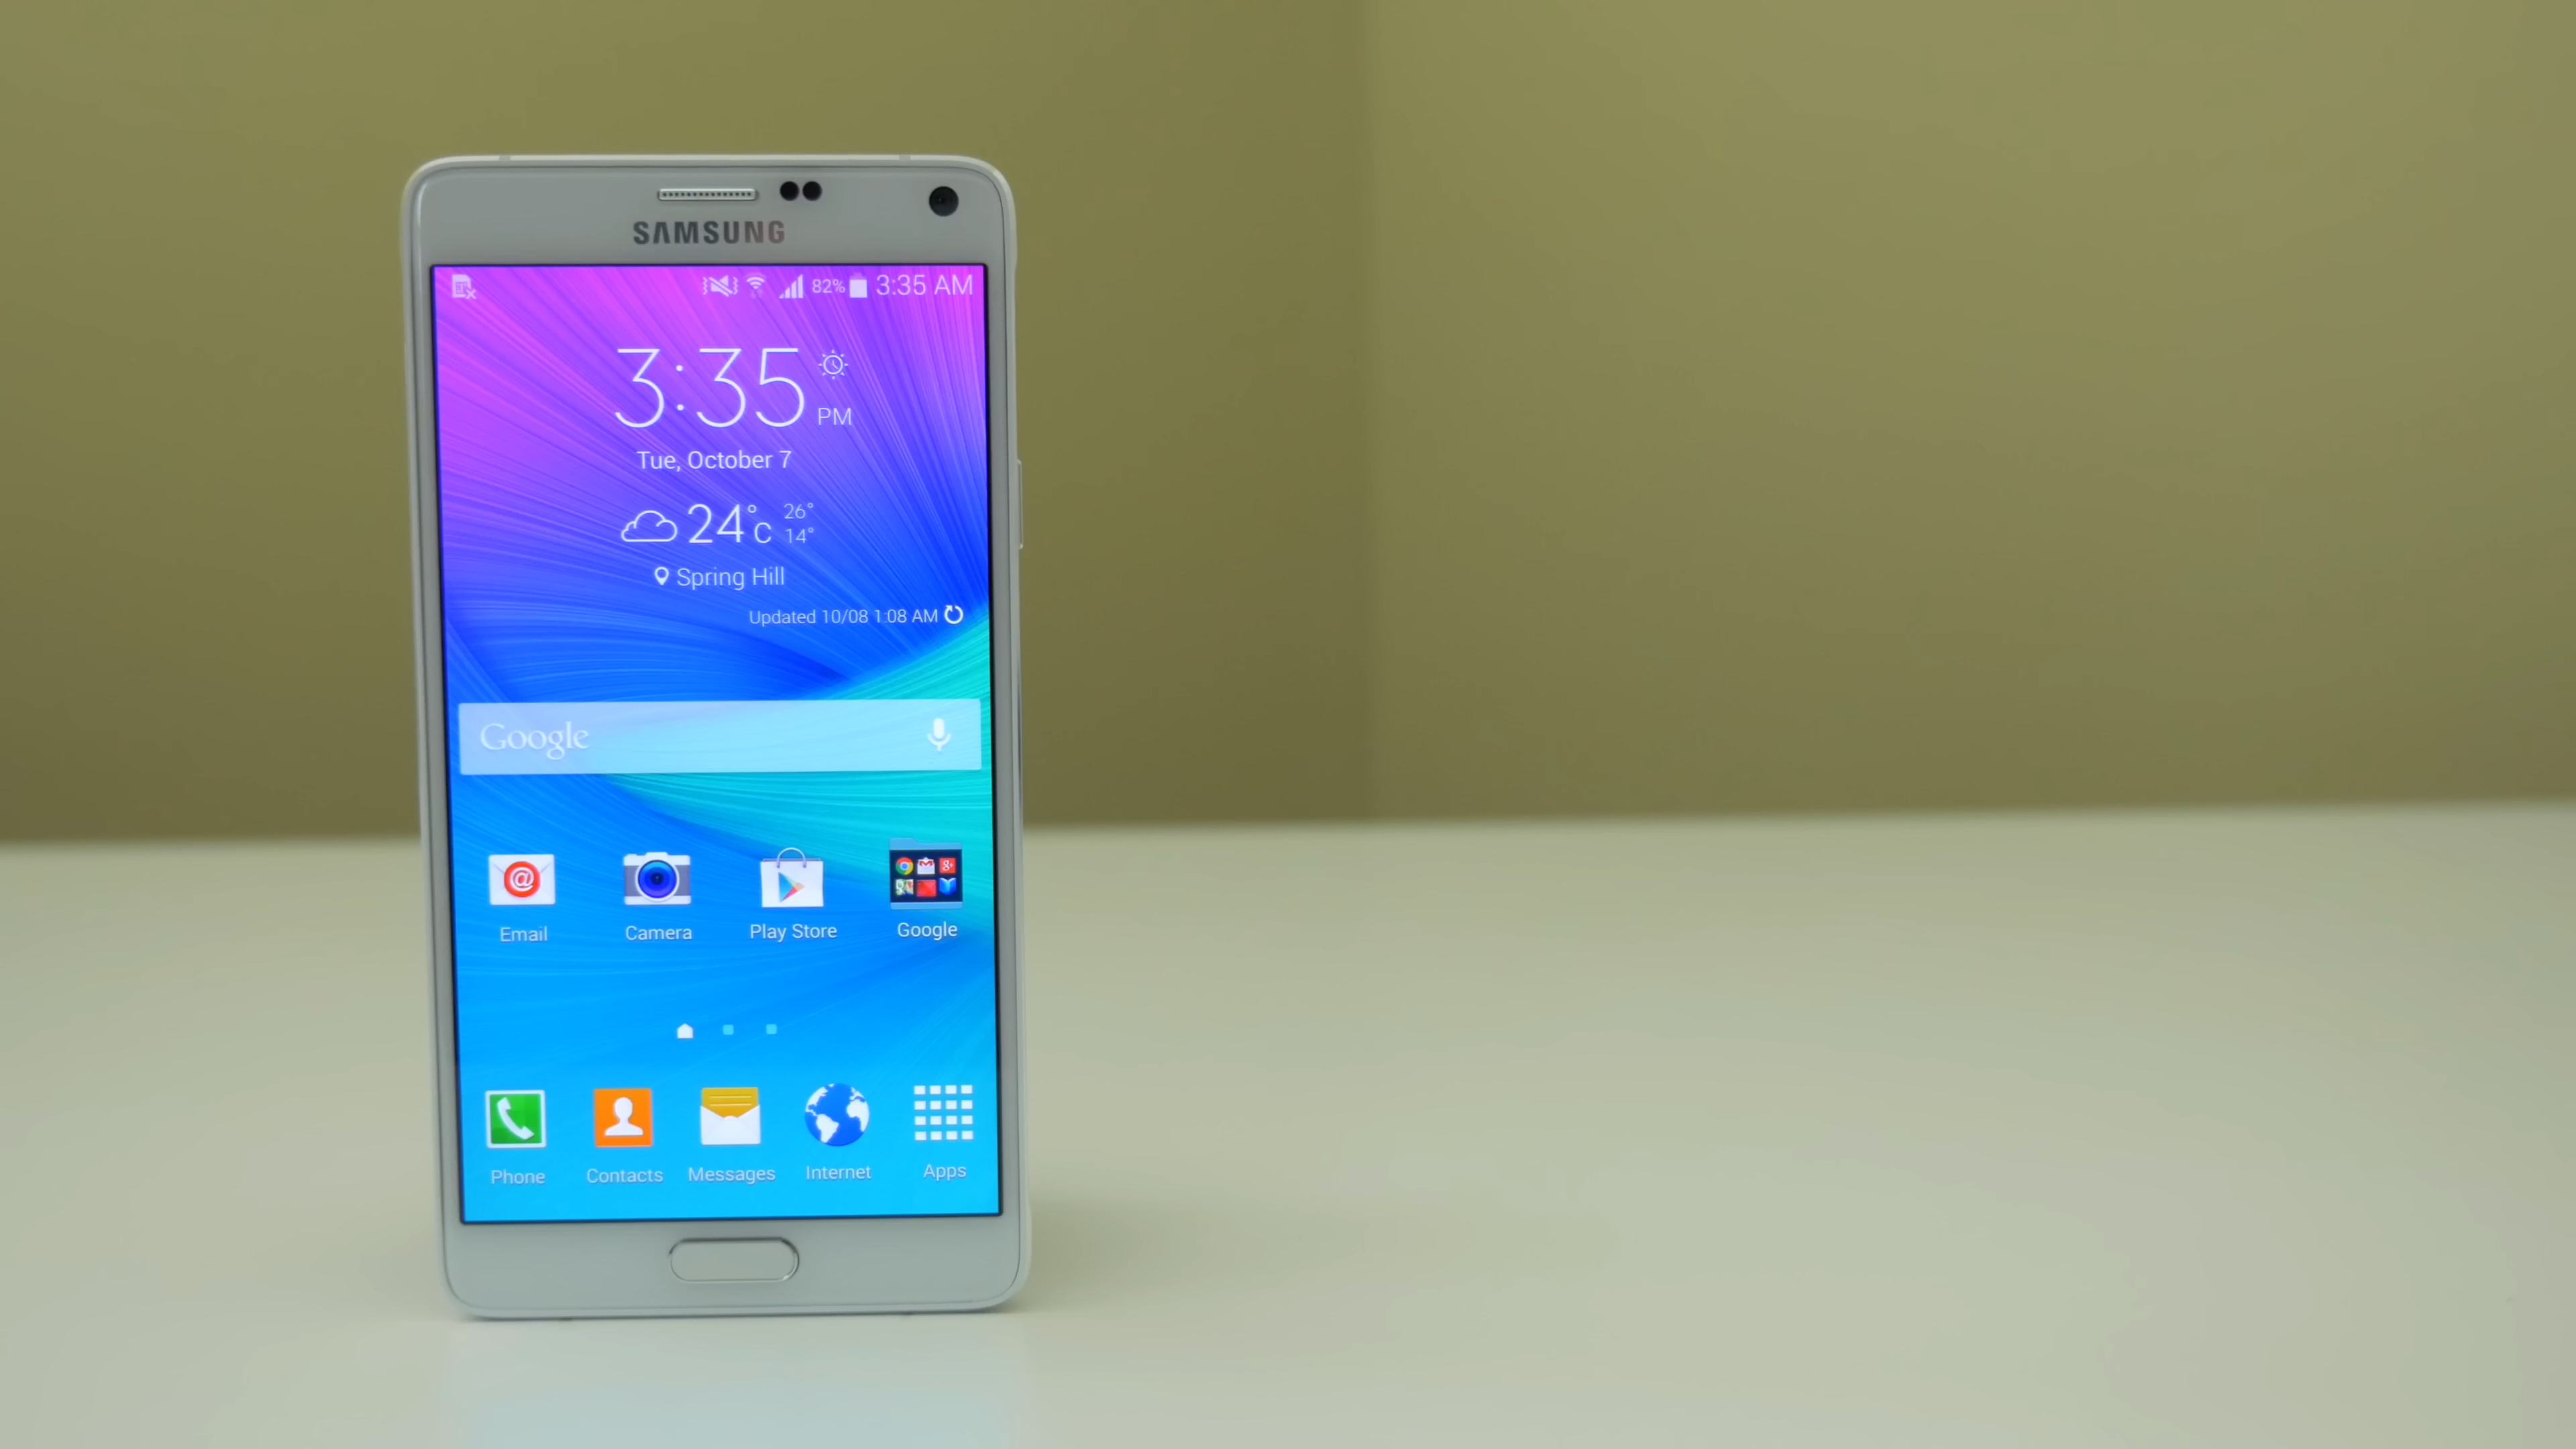 SAMSUNG
82% 3:35 AM
3:35 PM
Tue, October 7
24°C 26° 14°
Spring Hill
Updated 10/08 1:08 AM
Google
Email Camera Play Store Google
Phone Contacts Messages Internet Apps